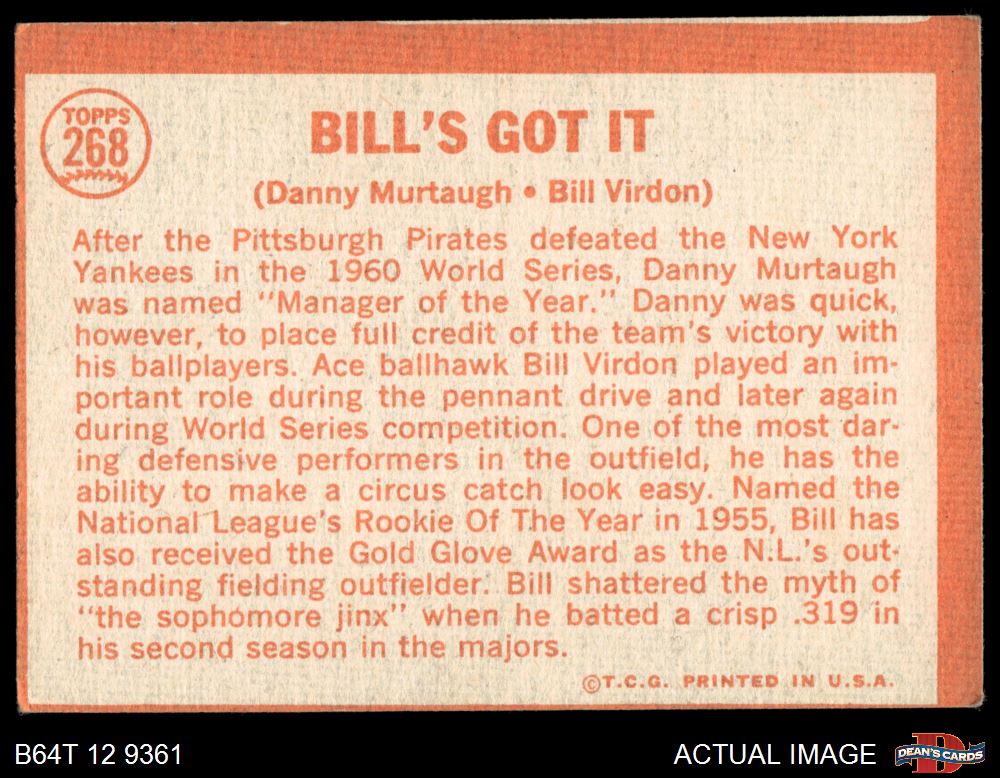 TOPPS
268
BILL'S GOT IT
(Danny Murtaugh • Bill Virdon)
After the Pittsburgh Pirates defeated the New York
Yankees in the 1960 World Series, Danny Murtaugh
was named "Manager of the Year." Danny was quick,
however, to place full credit of the team's victory with
his ballplayers. Ace ballhawk Bill Virdon played an im-
portant role during the pennant drive and later again
during World Series competition. One of the most dar-
ing defensive performers in the outfield, he has the
ability to make a circus catch look easy. Named the
National League's Rookie Of The Year in 1955, Bill has
also received the Gold Glove Award as the N.L.'s out-
standing fielding outfielder. Bill shattered the myth of
"the sophomore jinx" when he batted a crisp .319 in
his second season in the majors.
©T.C.G. PRINTED IN U.S.A.
B64T 12 9361
ACTUAL IMAGE
DEAN'S CARDS